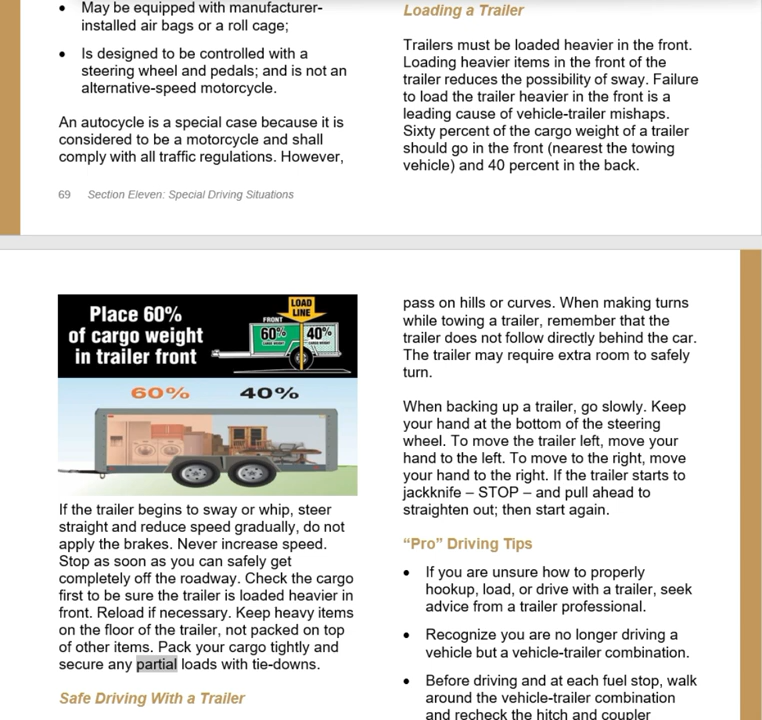 May be equipped with manufacturer-
installed air bags or a roll cage;
Is designed to be controlled with a
steering wheel and pedals; and is not an
alternative-speed motorcycle.
An autocycle is a special case because it is
considered to be a motorcycle and shall
comply with all traffic regulations. However,
Loading a Trailer
Trailers must be loaded heavier in the front.
Loading heavier items in the front of the
trailer reduces the possibility of sway. Failure
to load the trailer heavier in the front is a
leading cause of vehicle-trailer mishaps.
Sixty percent of the cargo weight of a trailer
should go in the front (nearest the towing
vehicle) and 40 percent in the back.
69 Section Eleven: Special Driving Situations
Place 60%
of cargo weight
in trailer front
LOAD
LINE
FRONT
60% 40%
60% 40%
If the trailer begins to sway or whip, steer
straight and reduce speed gradually, do not
apply the brakes. Never increase speed.
Stop as soon as you can safely get
completely off the roadway. Check the cargo
first to be sure the trailer is loaded heavier in
front. Reload if necessary. Keep heavy items
on the floor of the trailer, not packed on top
of other items. Pack your cargo tightly and
secure any partial loads with tie-downs.
Safe Driving With a Trailer
pass on hills or curves. When making turns
while towing a trailer, remember that the
trailer does not follow directly behind the car.
The trailer may require extra room to safely
turn.
When backing up a trailer, go slowly. Keep
your hand at the bottom of the steering
wheel. To move the trailer left, move your
hand to the left. To move to the right, move
your hand to the right. If the trailer starts to
jackknife – STOP – and pull ahead to
straighten out; then start again.
“Pro” Driving Tips
If you are unsure how to properly
hookup, load, or drive with a trailer, seek
advice from a trailer professional.
Recognize you are no longer driving a
vehicle but a vehicle-trailer combination.
Before driving and at each fuel stop, walk
around the vehicle-trailer combination
and recheck the hitch and coupler